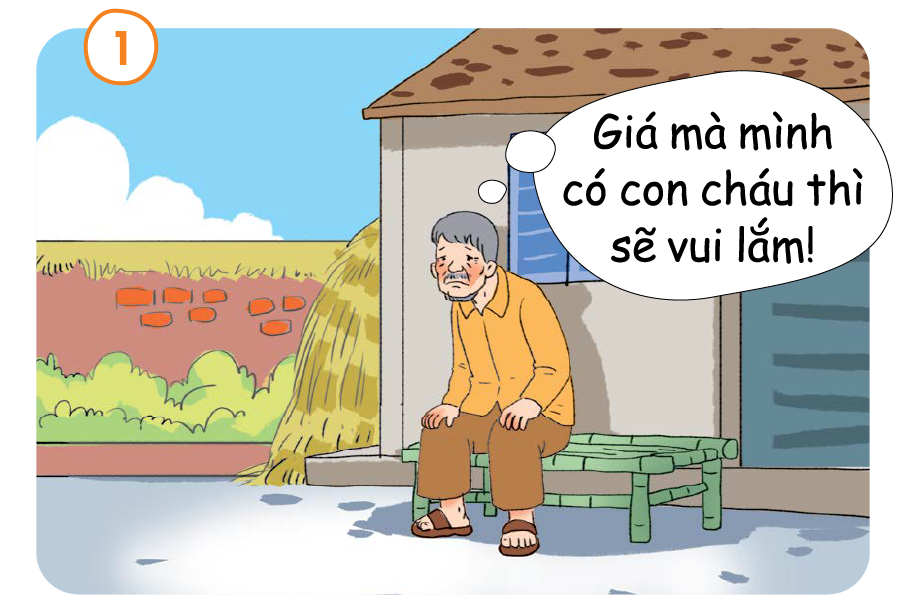 1
Giá mà mình
có con cháu thì
sẽ vui lắm!